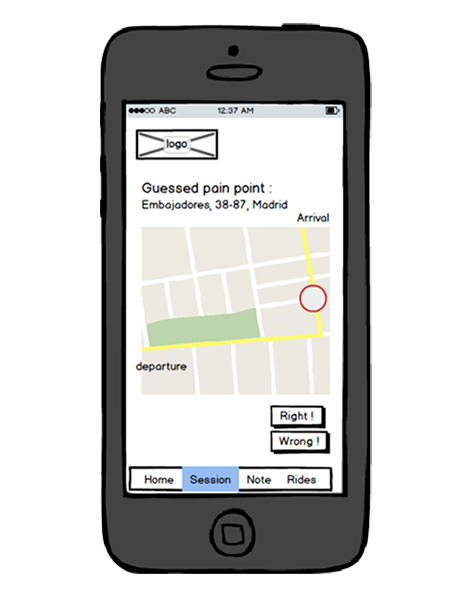 ABC 12:37 AM
logo
Guessed pain point :
Embajadores, 38-87, Madrid
Arrival
departure
Right !
Wrong !
Home Session Note Rides